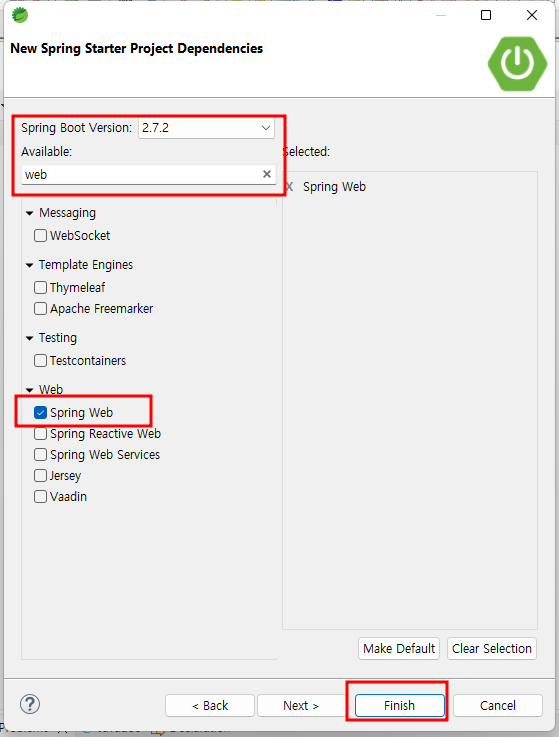 New Spring Starter Project Dependencies
Spring Boot Version: 2.7.2
Available:
Selected:
web
X Spring Web
Messaging
WebSocket
Template Engines
Thymeleaf
Apache Freemarker
Testing
Testcontainers
Web
Spring Web
Spring Reactive Web
Spring Web Services
Jersey
Vaadin
Make Default Clear Selection
? < Back Next > Finish Cancel